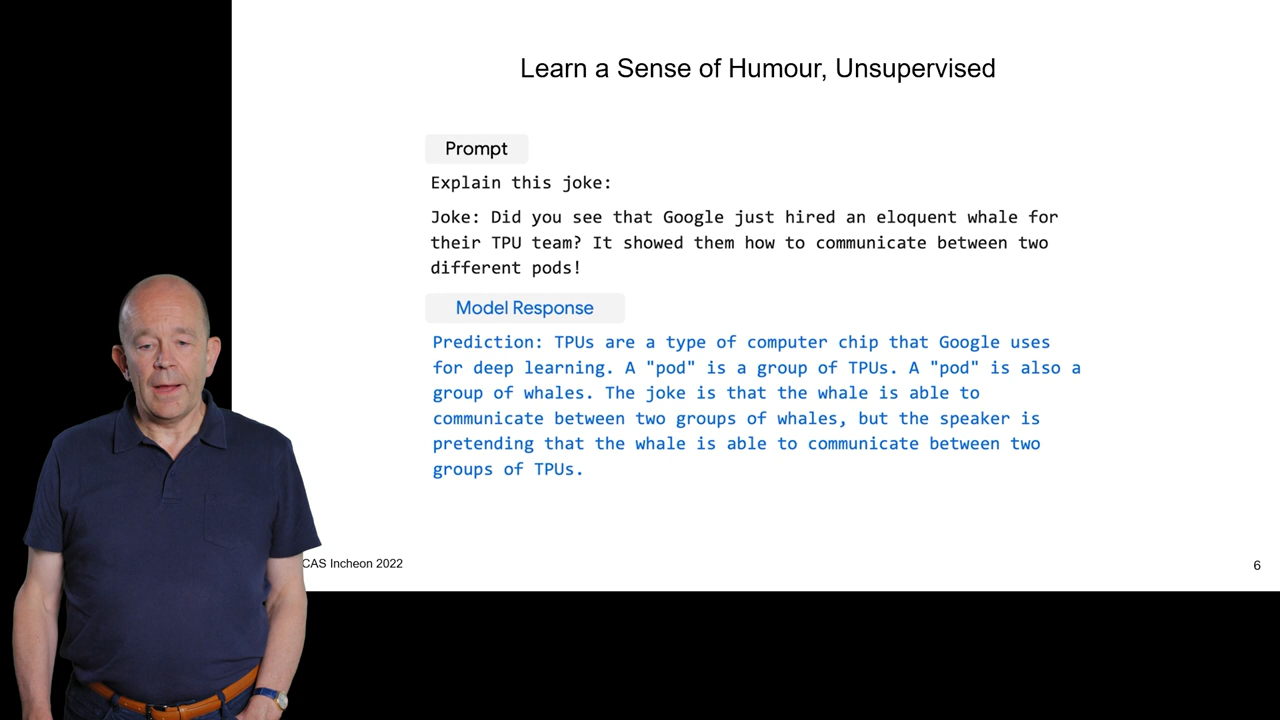 Learn a Sense of Humour, Unsupervised
Prompt
Explain this joke:
Joke: Did you see that Google just hired an eloquent whale for
their TPU team? It showed them how to communicate between two
different pods!
Model Response
Prediction: TPUs are a type of computer chip that Google uses
for deep learning. A "pod" is a group of TPUs. A "pod" is also a
group of whales. The joke is that the whale is able to
communicate between two groups of whales, but the speaker is
pretending that the whale is able to communicate between two
groups of TPUs.
CAS Incheon 2022
6